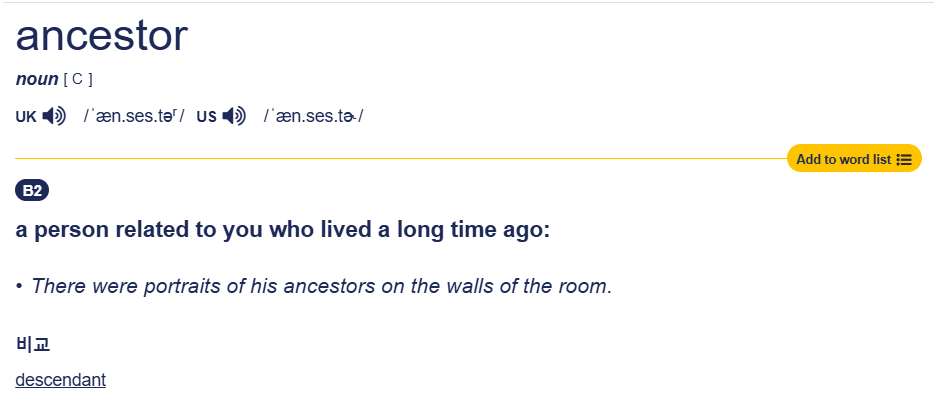 ancestor
noun [ C ]
UK /ˈæn.ses.təʳ/ US /ˈæn.ses.tɚ/
Add to word list
B2
a person related to you who lived a long time ago:
• There were portraits of his ancestors on the walls of the room.
비교
descendant